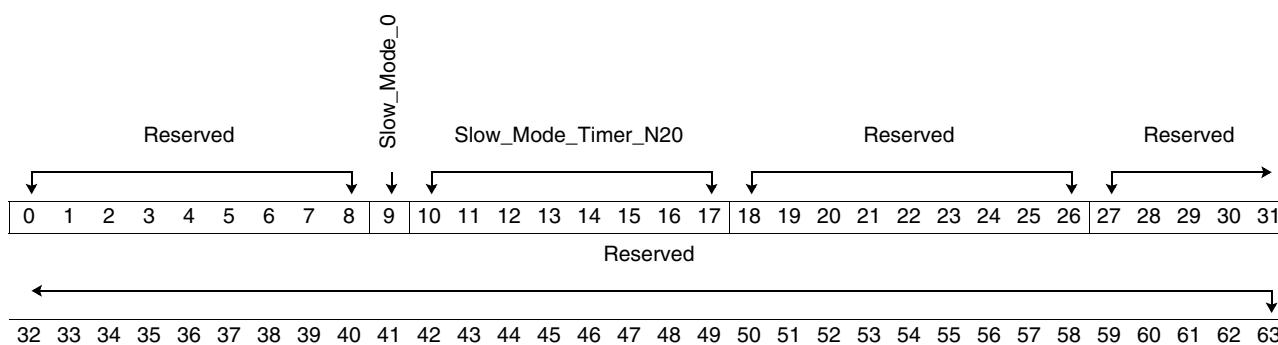 Slow_Mode_0
Reserved Slow_Mode_Timer_N20 Reserved Reserved
0 1 2 3 4 5 6 7 8 9 10 11 12 13 14 15 16 17 18 19 20 21 22 23 24 25 26 27 28 29 30 31
Reserved
32 33 34 35 36 37 38 39 40 41 42 43 44 45 46 47 48 49 50 51 52 53 54 55 56 57 58 59 60 61 62 63